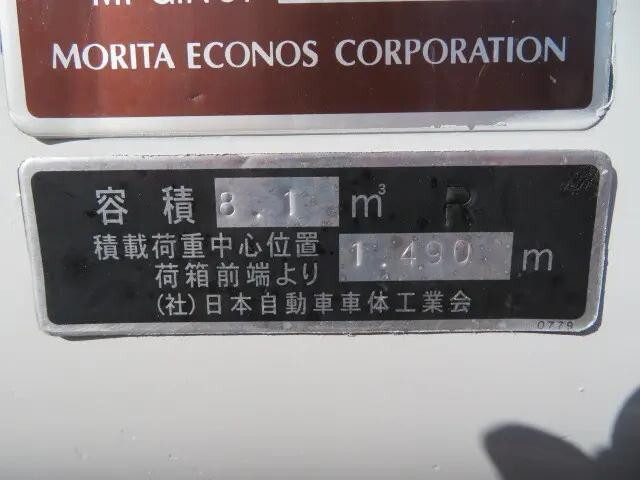 MORITA ECONOS CORPORATION
容積 8.1 m³ R
積載荷重中心位置
荷箱前端より 1.490 m
(社)日本自動車車体工業会
0779